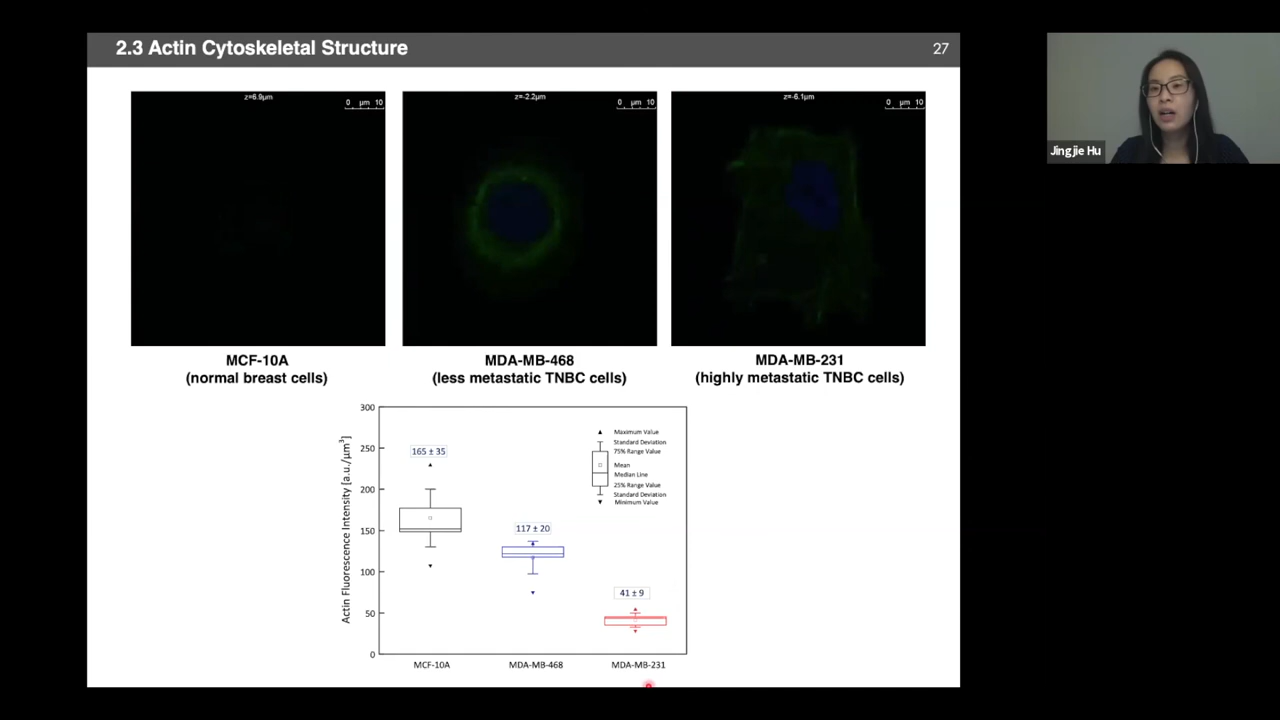 2.3 Actin Cytoskeletal Structure
27
z=6.9μm
0 μm 10
z=-2.2μm
0 μm 10
z=-6.1μm
0 μm 10
Jingjie Hu
MCF-10A
(normal breast cells)
MDA-MB-468
(less metastatic TNBC cells)
MDA-MB-231
(highly metastatic TNBC cells)
Actin Fluorescence Intensity [a.u./μm³]
300
250
200
150
100
50
0
165 ± 35
117 ± 20
41 ± 9
Maximum Value
Standard Deviation
75% Range Value
Mean
Median Line
25% Range Value
Standard Deviation
Minimum Value
MCF-10A
MDA-MB-468
MDA-MB-231